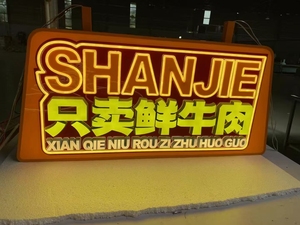 SHANJIE
只卖鲜牛肉
XIAN QIE NIU ROU ZI ZHU HUO GUO